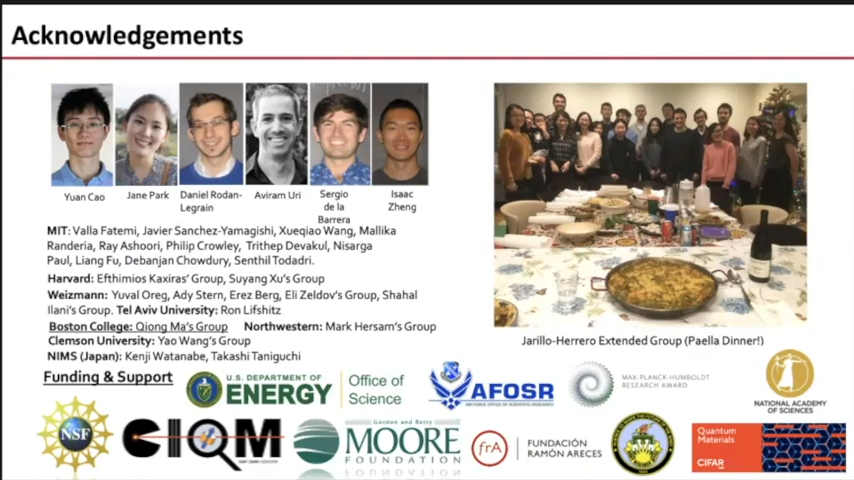 Acknowledgements
Yuan Cao
Jane Park
Daniel Rodan-
Legrain
Aviram Uri
Sergio
de la
Barrera
Isaac
Zheng
MIT: Valla Fatemi, Javier Sanchez-Yamagishi, Xueqiao Wang, Mallika
Randeria, Ray Ashoori, Philip Crowley, Trithep Devakul, Nisarga
Paul, Liang Fu, Debanjan Chowdury, Senthil Todadri.
Harvard: Efthimios Kaxiras' Group, Suyang Xu's Group
Weizmann: Yuval Oreg, Ady Stern, Erez Berg, Eli Zeldov's Group, Shahal
Ilani's Group. Tel Aviv University: Ron Lifshitz
Boston College: Qiong Ma's Group Northwestern: Mark Hersam's Group
Clemson University: Yao Wang's Group
NIMS (Japan): Kenji Watanabe, Takashi Taniguchi
Jarillo-Herrero Extended Group (Paella Dinner!)
Funding & Support
U.S. DEPARTMENT OF
ENERGY
Office of
Science
AFOSR
AIR FORCE OFFICE OF SCIENTIFIC RESEARCH
MAX-PLANCK-HUMBOLDT
RESEARCH AWARD
NATIONAL ACADEMY
OF SCIENCES
NSF
CIQM
Gordon and Betty
MOORE
FOUNDATION
frA
FUNDACIÓN
RAMÓN ARECES
Quantum
Materials
CIFAR